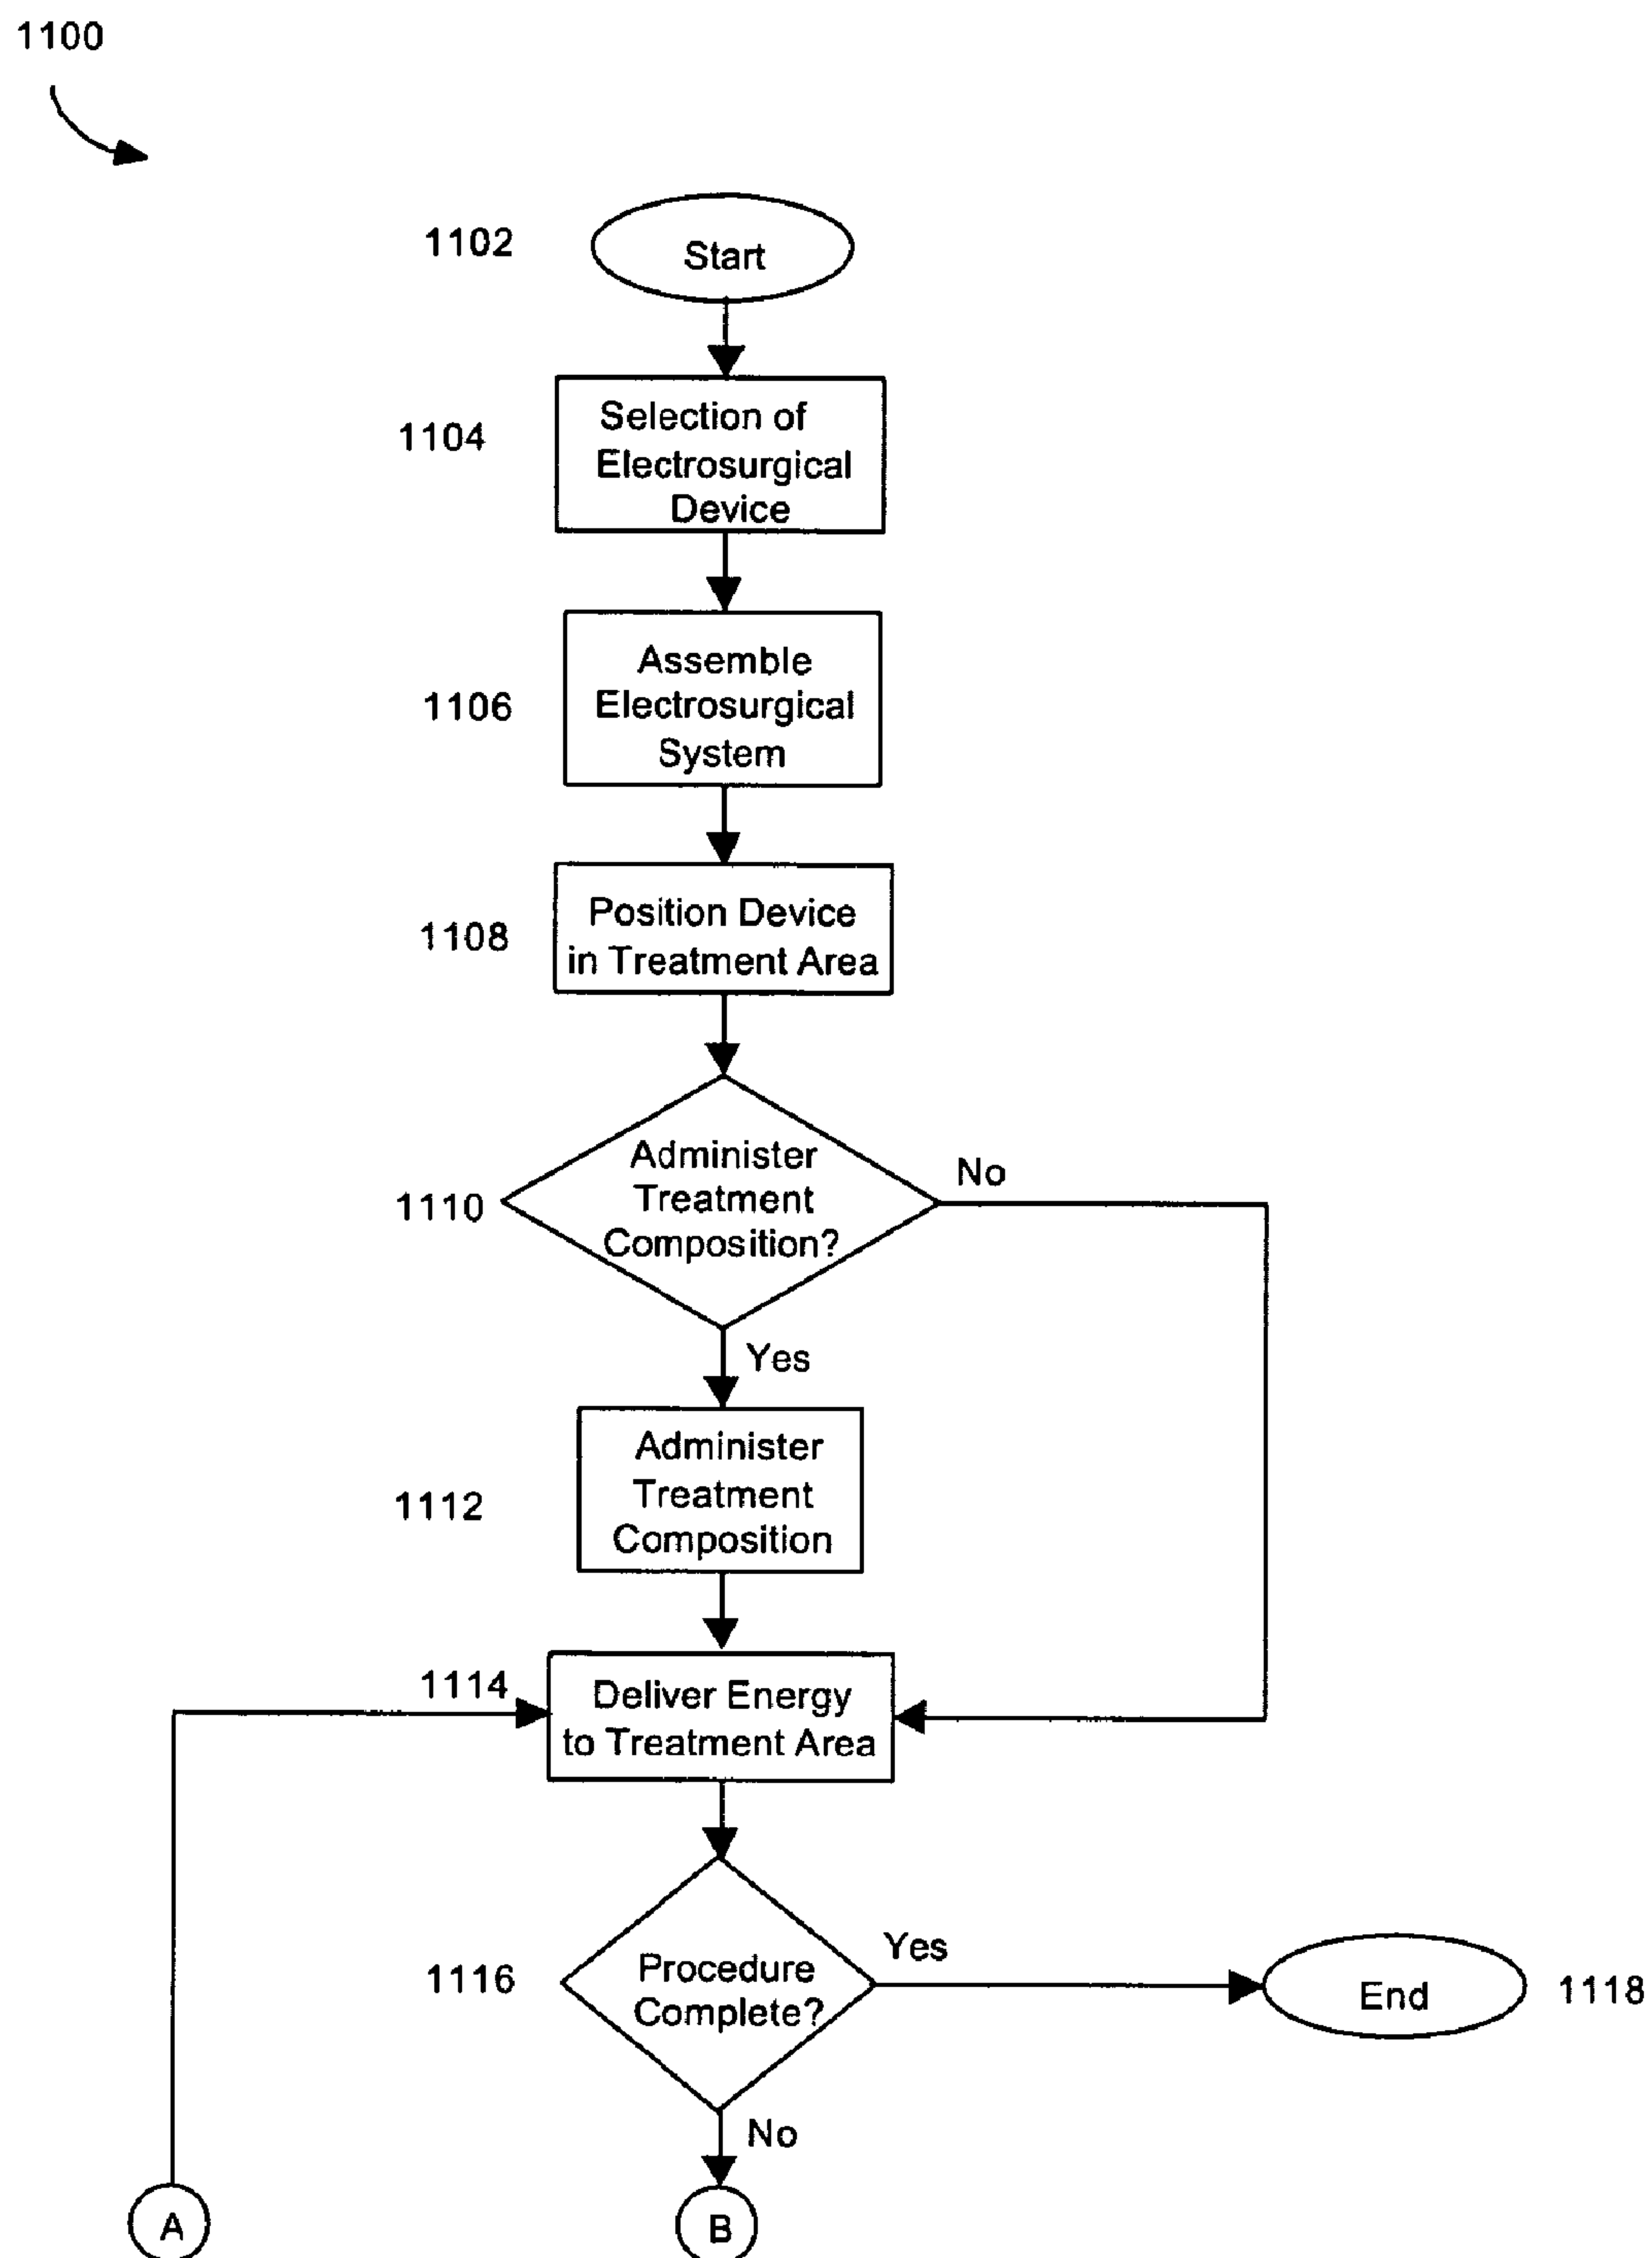 1100
1102
Start
1104
Selection of
Electrosurgical
Device
1106
Assemble
Electrosurgical
System
1108
Position Device
in Treatment Area
1110
Administer
Treatment
Composition?
No
Yes
1112
Administer
Treatment
Composition
1114
Deliver Energy
to Treatment Area
1116
Procedure
Complete?
Yes
End
1118
No
A
B